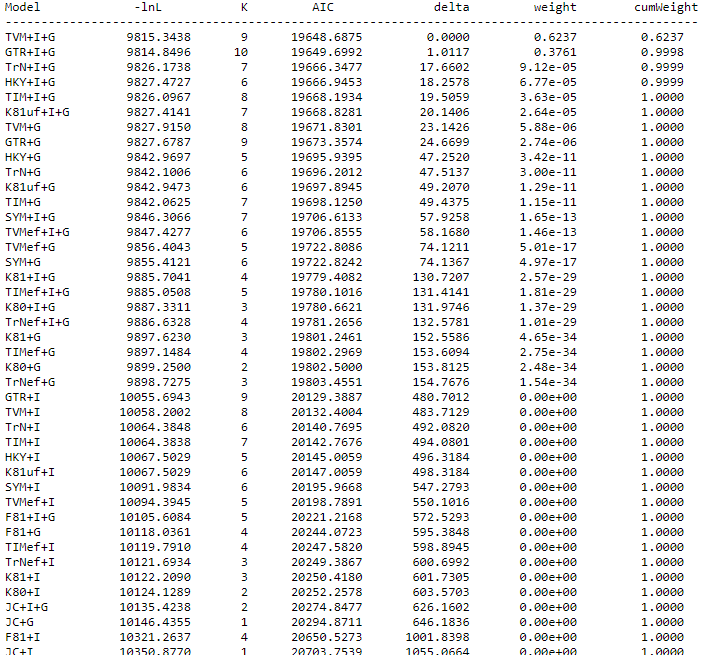 Model -lnL K AIC delta weight cumWeight
---------------------------------------------------------------------------------------------
TVM+I+G 9815.3438 9 19648.6875 0.0000 0.6237 0.6237
GTR+I+G 9814.8496 10 19649.6992 1.0117 0.3761 0.9998
TrN+I+G 9826.1738 7 19666.3477 17.6602 9.12e-05 0.9999
HKY+I+G 9827.4727 6 19666.9453 18.2578 6.77e-05 0.9999
TIM+I+G 9826.0967 8 19668.1934 19.5059 3.63e-05 1.0000
K81uf+I+G 9827.4141 7 19668.8281 20.1406 2.64e-05 1.0000
TVM+G 9827.9150 8 19671.8301 23.1426 5.88e-06 1.0000
GTR+G 9827.6787 9 19673.3574 24.6699 2.74e-06 1.0000
HKY+G 9842.9697 5 19695.9395 47.2520 3.42e-11 1.0000
TrN+G 9842.1006 6 19696.2012 47.5137 3.00e-11 1.0000
K81uf+G 9842.9473 6 19697.8945 49.2070 1.29e-11 1.0000
TIM+G 9842.0625 7 19698.1250 49.4375 1.15e-11 1.0000
SYM+I+G 9846.3066 7 19706.6133 57.9258 1.65e-13 1.0000
TVMef+I+G 9847.4277 6 19706.8555 58.1680 1.46e-13 1.0000
TVMef+G 9856.4043 5 19722.8086 74.1211 5.01e-17 1.0000
SYM+G 9855.4121 6 19722.8242 74.1367 4.97e-17 1.0000
K81+I+G 9885.7041 4 19779.4082 130.7207 2.57e-29 1.0000
TIMef+I+G 9885.0508 5 19780.1016 131.4141 1.81e-29 1.0000
K80+I+G 9887.3311 3 19780.6621 131.9746 1.37e-29 1.0000
TrNef+I+G 9886.6328 4 19781.2656 132.5781 1.01e-29 1.0000
K81+G 9897.6230 3 19801.2461 152.5586 4.65e-34 1.0000
TIMef+G 9897.1484 4 19802.2969 153.6094 2.75e-34 1.0000
K80+G 9899.2500 2 19802.5000 153.8125 2.48e-34 1.0000
TrNef+G 9898.7275 3 19803.4551 154.7676 1.54e-34 1.0000
GTR+I 10055.6943 9 20129.3887 480.7012 0.00e+00 1.0000
TVM+I 10058.2002 8 20132.4004 483.7129 0.00e+00 1.0000
TrN+I 10064.3848 6 20140.7695 492.0820 0.00e+00 1.0000
TIM+I 10064.3838 7 20142.7676 494.0801 0.00e+00 1.0000
HKY+I 10067.5029 5 20145.0059 496.3184 0.00e+00 1.0000
K81uf+I 10067.5029 6 20147.0059 498.3184 0.00e+00 1.0000
SYM+I 10091.9834 6 20195.9668 547.2793 0.00e+00 1.0000
TVMef+I 10094.3945 5 20198.7891 550.1016 0.00e+00 1.0000
F81+I+G 10105.6084 5 20221.2168 572.5293 0.00e+00 1.0000
F81+G 10118.0361 4 20244.0723 595.3848 0.00e+00 1.0000
TIMef+I 10119.7910 4 20247.5820 598.8945 0.00e+00 1.0000
TrNef+I 10121.6934 3 20249.3867 600.6992 0.00e+00 1.0000
K81+I 10122.2090 3 20250.4180 601.7305 0.00e+00 1.0000
K80+I 10124.1289 2 20252.2578 603.5703 0.00e+00 1.0000
JC+I+G 10135.4238 2 20274.8477 626.1602 0.00e+00 1.0000
JC+G 10146.4355 1 20294.8711 646.1836 0.00e+00 1.0000
F81+I 10321.2637 4 20650.5273 1001.8398 0.00e+00 1.0000
JC+I 10350.8770 1 20703.7539 1055.0664 0.00e+00 1.0000